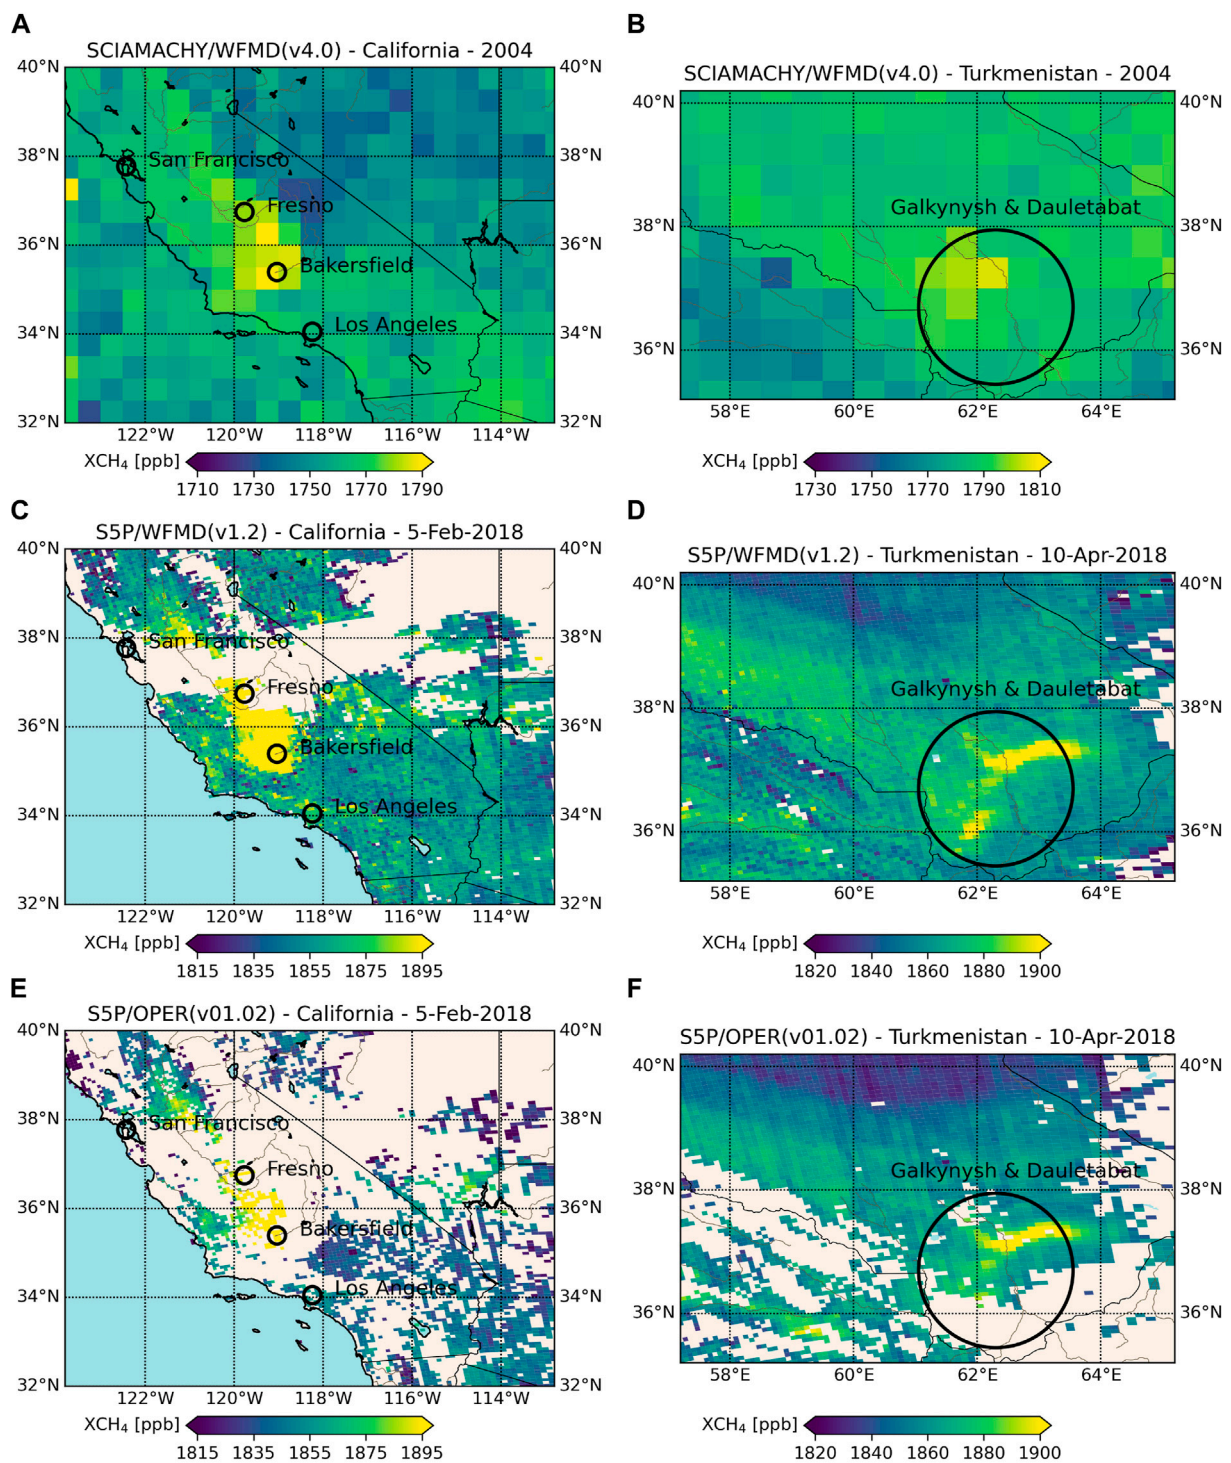 A
SCIAMACHY/WFMD(v4.0) - California - 2004
40°N 40°N
San Francisco
38°N 38°N
Fresno
36°N 36°N
Bakersfield
Los Angeles
34°N 34°N
32°N 32°N
122°W 120°W 118°W 116°W 114°W
XCH₄ [ppb]
1710 1730 1750 1770 1790
B
SCIAMACHY/WFMD(v4.0) - Turkmenistan - 2004
40°N 40°N
Galkynysh & Dauletabat
38°N 38°N
36°N 36°N
58°E 60°E 62°E 64°E
XCH₄ [ppb]
1730 1750 1770 1790 1810
C
S5P/WFMD(v1.2) - California - 5-Feb-2018
40°N 40°N
San Francisco
38°N 38°N
Fresno
36°N 36°N
Bakersfield
Los Angeles
34°N 34°N
32°N 32°N
122°W 120°W 118°W 116°W 114°W
XCH₄ [ppb]
1815 1835 1855 1875 1895
D
S5P/WFMD(v1.2) - Turkmenistan - 10-Apr-2018
40°N 40°N
Galkynysh & Dauletabat
38°N 38°N
36°N 36°N
58°E 60°E 62°E 64°E
XCH₄ [ppb]
1820 1840 1860 1880 1900
E
S5P/OPER(v01.02) - California - 5-Feb-2018
40°N 40°N
San Francisco
38°N 38°N
Fresno
36°N 36°N
Bakersfield
Los Angeles
34°N 34°N
32°N 32°N
122°W 120°W 118°W 116°W 114°W
XCH₄ [ppb]
1815 1835 1855 1875 1895
F
S5P/OPER(v01.02) - Turkmenistan - 10-Apr-2018
40°N 40°N
Galkynysh & Dauletabat
38°N 38°N
36°N 36°N
58°E 60°E 62°E 64°E
XCH₄ [ppb]
1820 1840 1860 1880 1900